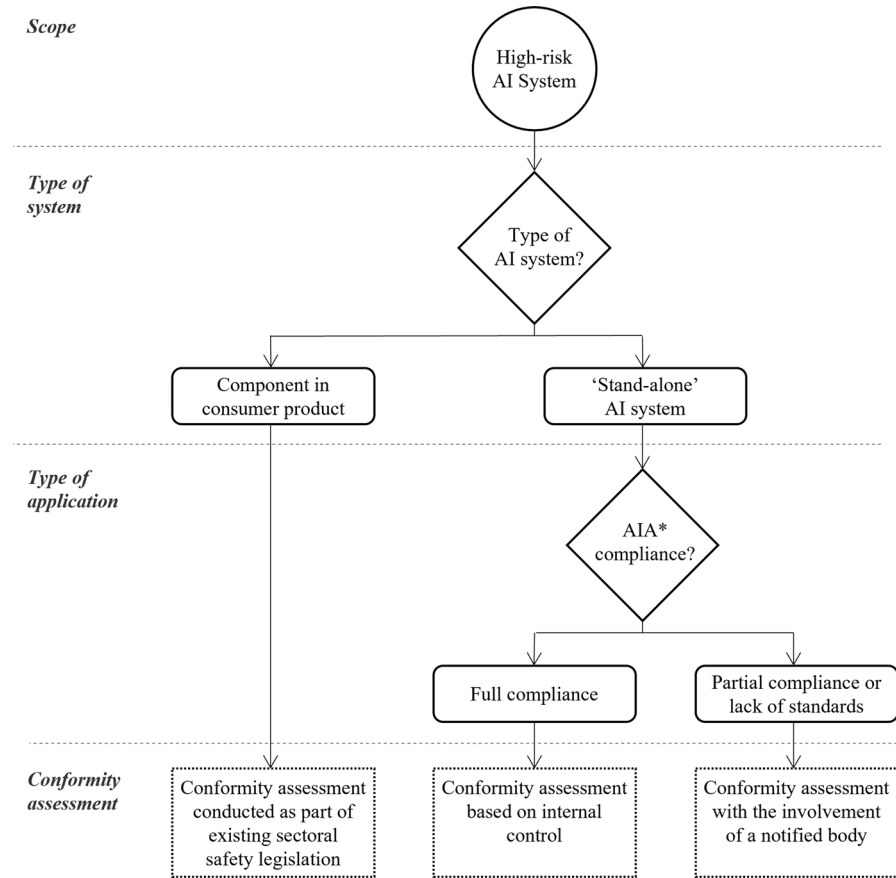 Scope
High-risk
AI System
Type of
system
Type of
AI system?
Component in
consumer product
‘Stand-alone’
AI system
Type of
application
AIA*
compliance?
Full compliance
Partial compliance or
lack of standards
Conformity
assessment
Conformity assessment
conducted as part of
existing sectoral
safety legislation
Conformity assessment
based on internal
control
Conformity assessment
with the involvement
of a notified body